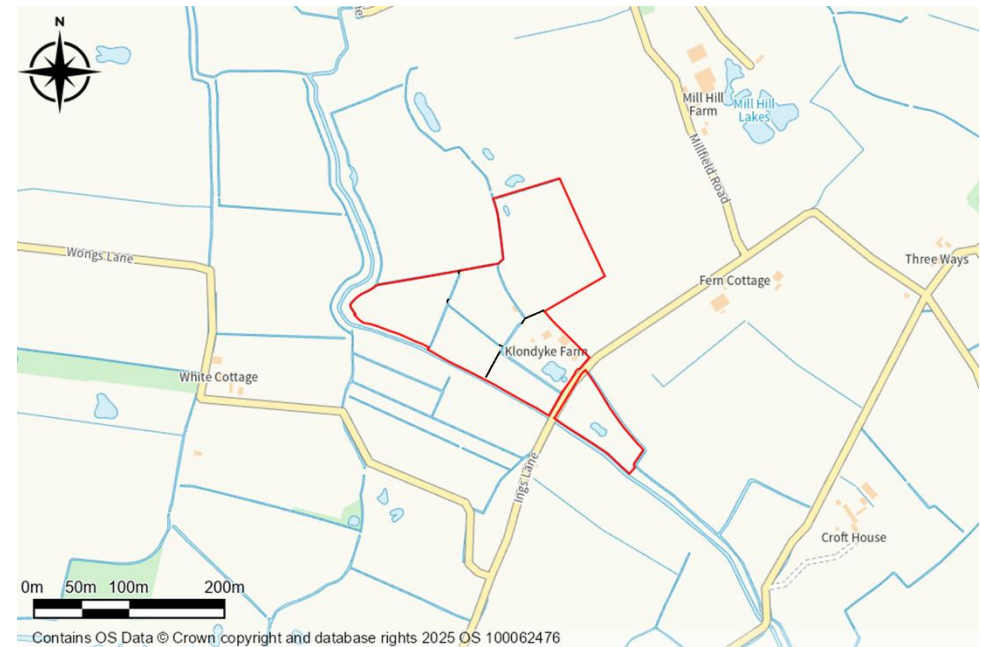 N
Mill Hill
Farm
Mill Hill
Lakes
Millfield Road
Wongs Lane
Three Ways
Fern Cottage
Klondyke Farm
White Cottage
Ings Lane
Croft House
0m 50m 100m 200m
Contains OS Data © Crown copyright and database rights 2025 OS 100062476